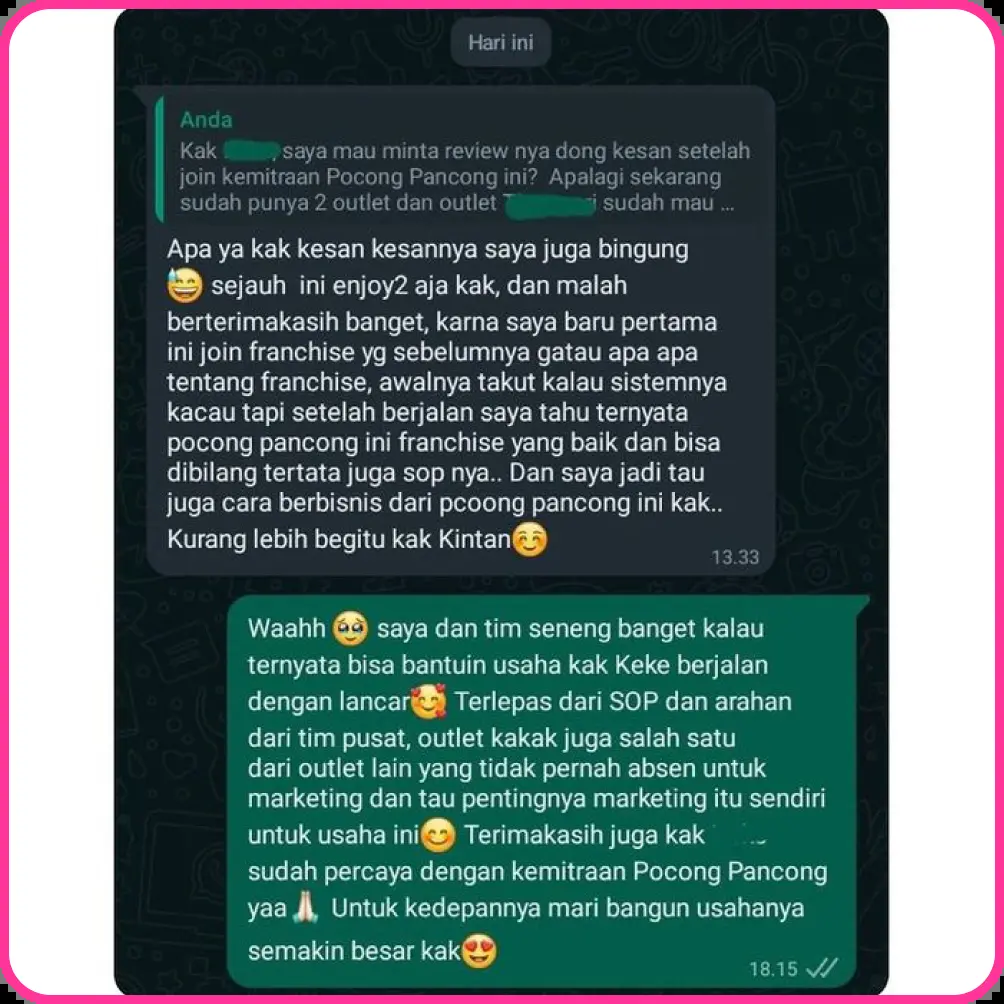 Hari ini
Anda
Kak saya mau minta review nya dong kesan setelah
join kemitraan Pocong Pancong ini? Apalagi sekarang
sudah punya 2 outlet dan outlet sudah mau ...
Apa ya kak kesan kesannya saya juga bingung
😅 sejauh ini enjoy2 aja kak, dan malah
berterimakasih banget, karna saya baru pertama
ini join franchise yg sebelumnya gatau apa apa
tentang franchise, awalnya takut kalau sistemnya
kacau tapi setelah berjalan saya tahu ternyata
pocong pancong ini franchise yang baik dan bisa
dibilang tertata juga sop nya.. Dan saya jadi tau
juga cara berbisnis dari pcoong pancong ini kak..
Kurang lebih begitu kak Kintan☺️
13.33
Waahh 🥹 saya dan tim seneng banget kalau
ternyata bisa bantuin usaha kak Keke berjalan
dengan lancar🥰 Terlepas dari SOP dan arahan
dari tim pusat, outlet kakak juga salah satu
dari outlet lain yang tidak pernah absen untuk
marketing dan tau pentingnya marketing itu sendiri
untuk usaha ini😊 Terimakasih juga kak
sudah percaya dengan kemitraan Pocong Pancong
yaa🙏🏻 Untuk kedepannya mari bangun usahanya
semakin besar kak😍
18.15